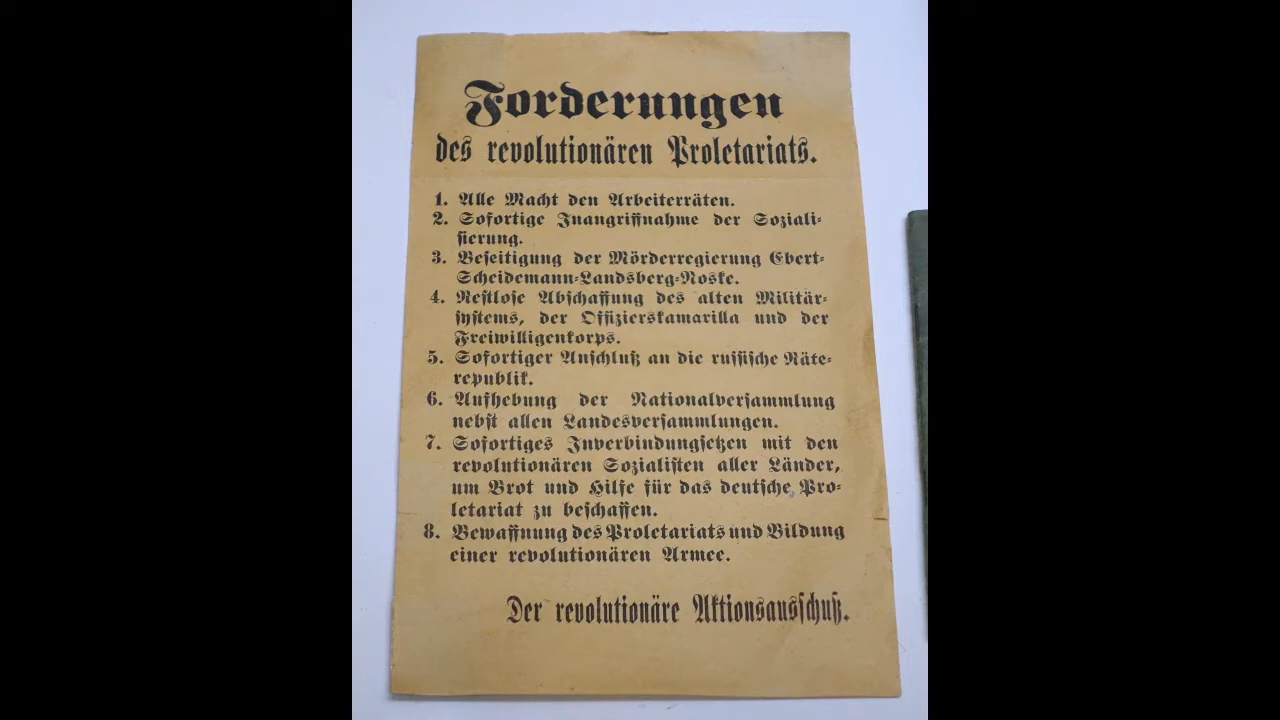 Forderungen
des revolutionären Proletariats.
1. Alle Macht den Arbeiterräten.
2. Sofortige Inangriffnahme der Soziali-
sierung.
3. Beseitigung der Mörderregierung Ebert-
Scheidemann-Landsberg-Noske.
4. Restlose Abschaffung des alten Militär-
systems, der Offizierskamarilla und der
Freiwilligenkorps.
5. Sofortiger Anschluß an die russische Räte-
republik.
6. Aufhebung der Nationalversammlung
nebst allen Landesversammlungen.
7. Sofortiges Inverbindungsetzen mit den
revolutionären Sozialisten aller Länder,
um Brot und Hilfe für das deutsche Pro-
letariat zu beschaffen.
8. Bewaffnung des Proletariats und Bildung
einer revolutionären Armee.
Der revolutionäre Aktionsausschuß.